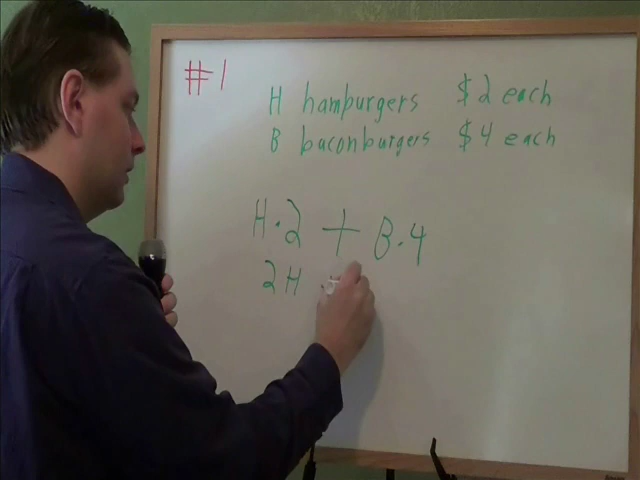 #1
H hamburgers $2 each
B baconburgers $4 each
H·2 + B·4
2H